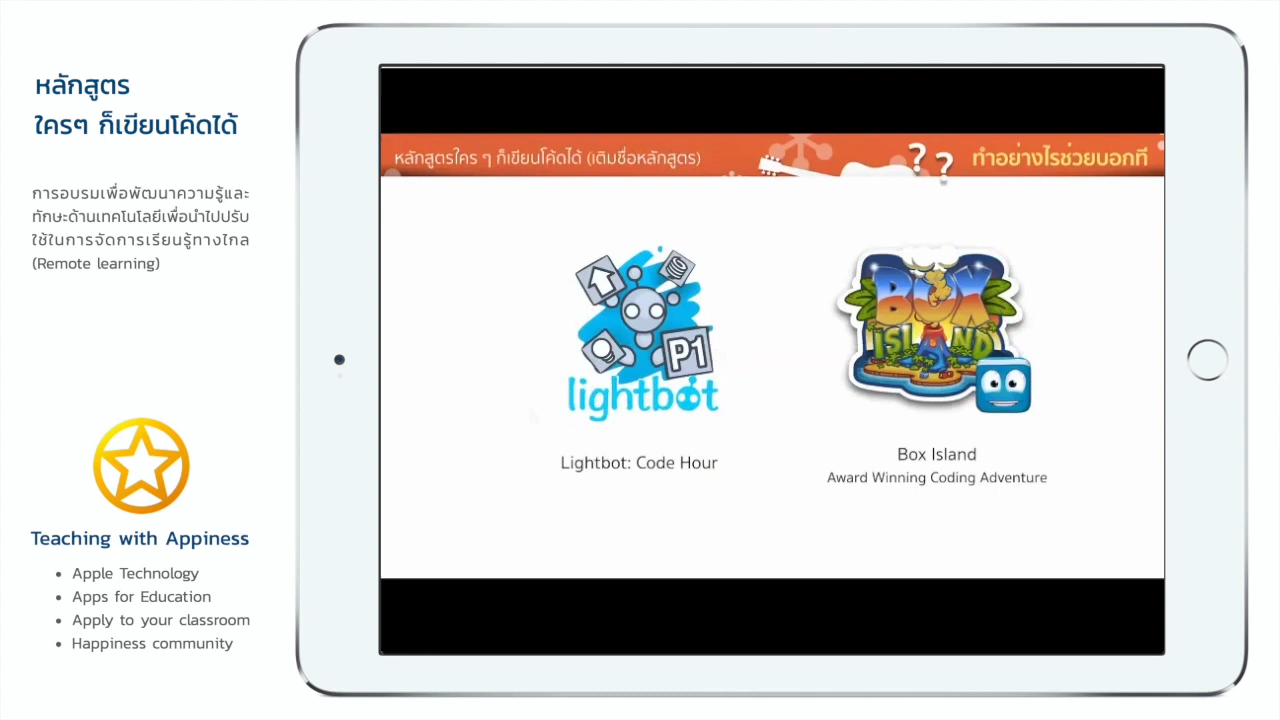 หลักสูตร
ใครๆ ก็เขียนโค้ดได้
การอบรมเพื่อพัฒนาความรู้และ
ทักษะด้านเทคโนโลยีเพื่อนำไปปรับ
ใช้ในการจัดการเรียนรู้ทางไกล
(Remote learning)
Teaching with Appiness
• Apple Technology
• Apps for Education
• Apply to your classroom
• Happiness community
หลักสูตรใคร ๆ ก็เขียนโค้ดได้ (เติมชื่อหลักสูตร)
? ?
ทำอย่างไรช่วยบอกที
P1
lightbot
Lightbot: Code Hour
BOX
ISLAND
Box Island
Award Winning Coding Adventure